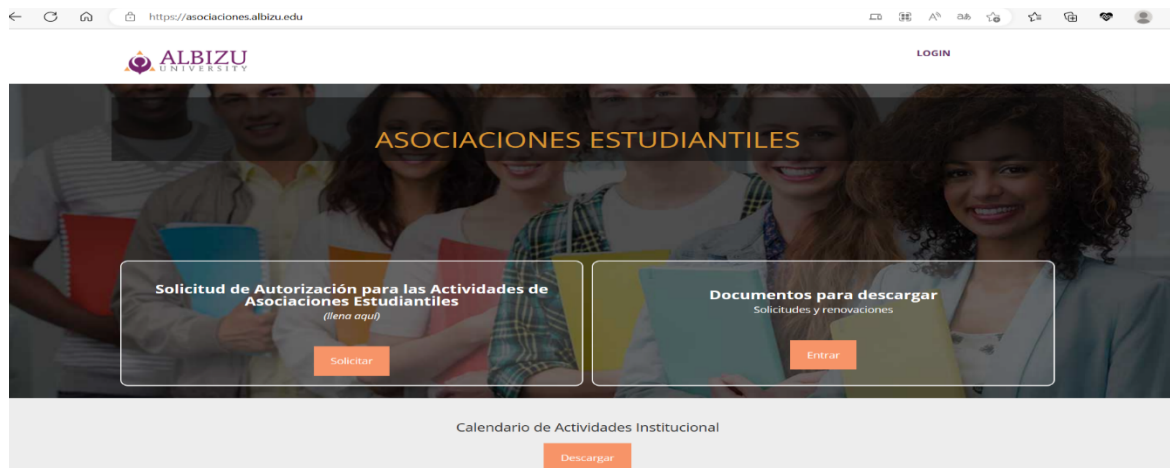 https://asociaciones.albizu.edu
ALBIZU
UNIVERSITY
LOGIN
ASOCIACIONES ESTUDIANTILES
Solicitud de Autorización para las Actividades de
Asociaciones Estudiantiles
(llena aquí)
Solicitar
Documentos para descargar
Solicitudes y renovaciones
Entrar
Calendario de Actividades Institucional
Descargar